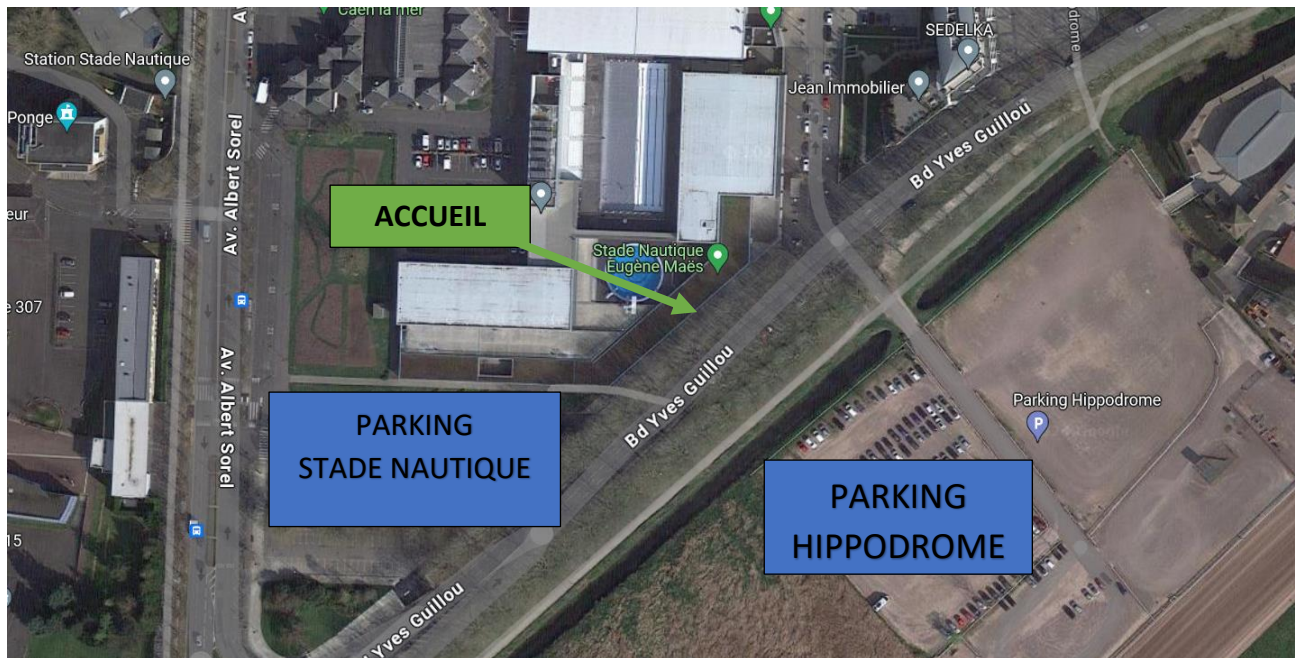 Caen la mer
SEDELKA
Station Stade Nautique
Jean Immobilier
Ponge
Av. Albert Sorel
Bd Yves Guillou
ACCUEIL
Stade Nautique
Eugène Maës
307
Av. Albert Sorel
Bd Yves Guillou
Parking Hippodrome
P
PARKING
STADE NAUTIQUE
PARKING
HIPPODROME
15
Yves Guillou